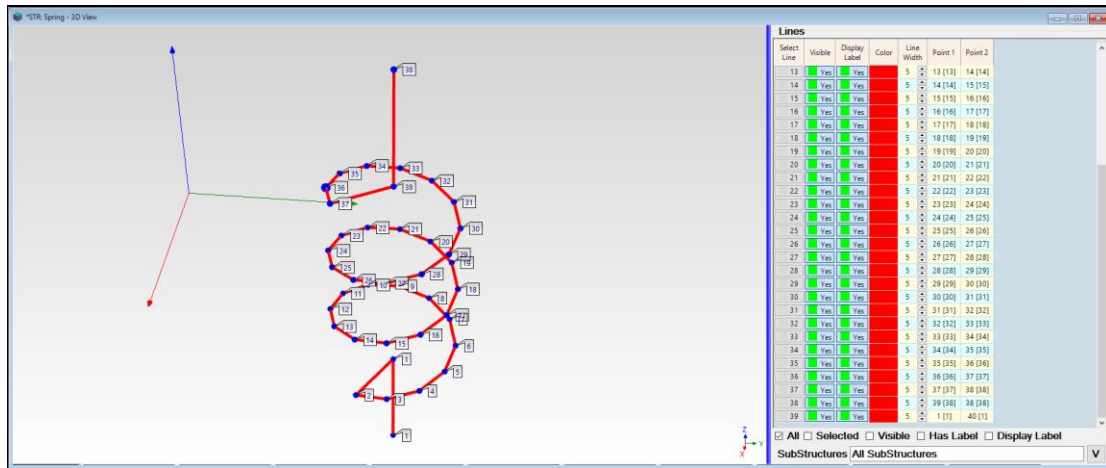 *STR: Spring - 3D View
38
34
33
35
32
36
38
31
37
30
22
21
23
20
24
29
19
25
28
26
27
10
9
11
18
8
12
6
13
16
14
15
1
5
4
2
3
1
Z
Y
X
Lines
Select Line Visible Display Label Color Line Width Point 1 Point 2
13 Yes Yes 5 13 [13] 14 [14]
14 Yes Yes 5 14 [14] 15 [15]
15 Yes Yes 5 15 [15] 16 [16]
16 Yes Yes 5 16 [16] 17 [17]
17 Yes Yes 5 17 [17] 18 [18]
18 Yes Yes 5 18 [18] 19 [19]
19 Yes Yes 5 19 [19] 20 [20]
20 Yes Yes 5 20 [20] 21 [21]
21 Yes Yes 5 21 [21] 22 [22]
22 Yes Yes 5 22 [22] 23 [23]
23 Yes Yes 5 23 [23] 24 [24]
24 Yes Yes 5 24 [24] 25 [25]
25 Yes Yes 5 25 [25] 26 [26]
26 Yes Yes 5 26 [26] 27 [27]
27 Yes Yes 5 27 [27] 28 [28]
28 Yes Yes 5 28 [28] 29 [29]
29 Yes Yes 5 29 [29] 30 [30]
30 Yes Yes 5 30 [30] 31 [31]
31 Yes Yes 5 31 [31] 32 [32]
32 Yes Yes 5 32 [32] 33 [33]
33 Yes Yes 5 33 [33] 34 [34]
34 Yes Yes 5 34 [34] 35 [35]
35 Yes Yes 5 35 [35] 36 [36]
36 Yes Yes 5 36 [36] 37 [37]
37 Yes Yes 5 37 [37] 38 [38]
38 Yes Yes 5 39 [38] 38 [38]
39 Yes Yes 5 1 [1] 40 [1]
All Selected Visible Has Label Display Label
SubStructures All SubStructures V